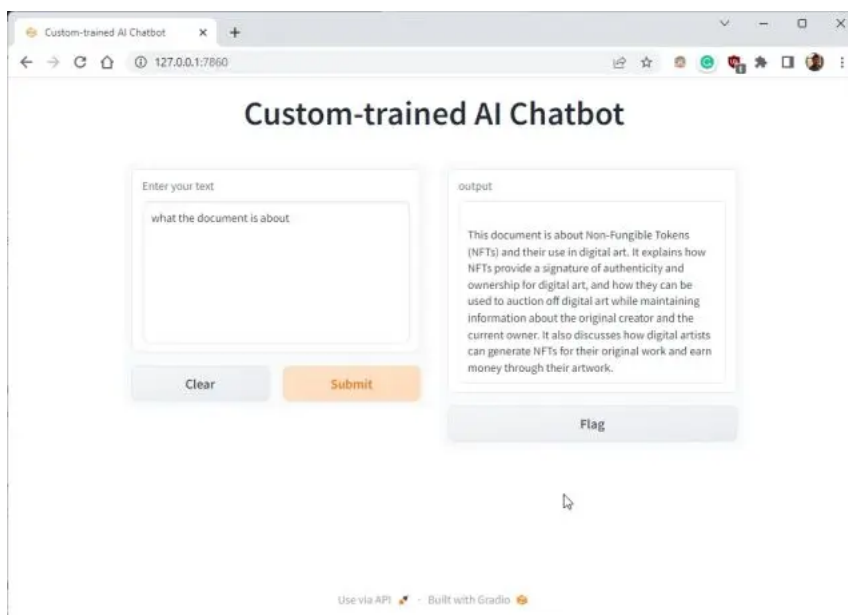 Custom-trained AI Chatbot
127.0.0.1:7860
Custom-trained AI Chatbot
Enter your text
what the document is about
Clear
Submit
output
This document is about Non-Fungible Tokens
(NFTs) and their use in digital art. It explains how
NFTs provide a signature of authenticity and
ownership for digital art, and how they can be
used to auction off digital art while maintaining
information about the original creator and the
current owner. It also discusses how digital artists
can generate NFTs for their original work and earn
money through their artwork.
Flag
Use via API · Built with Gradio